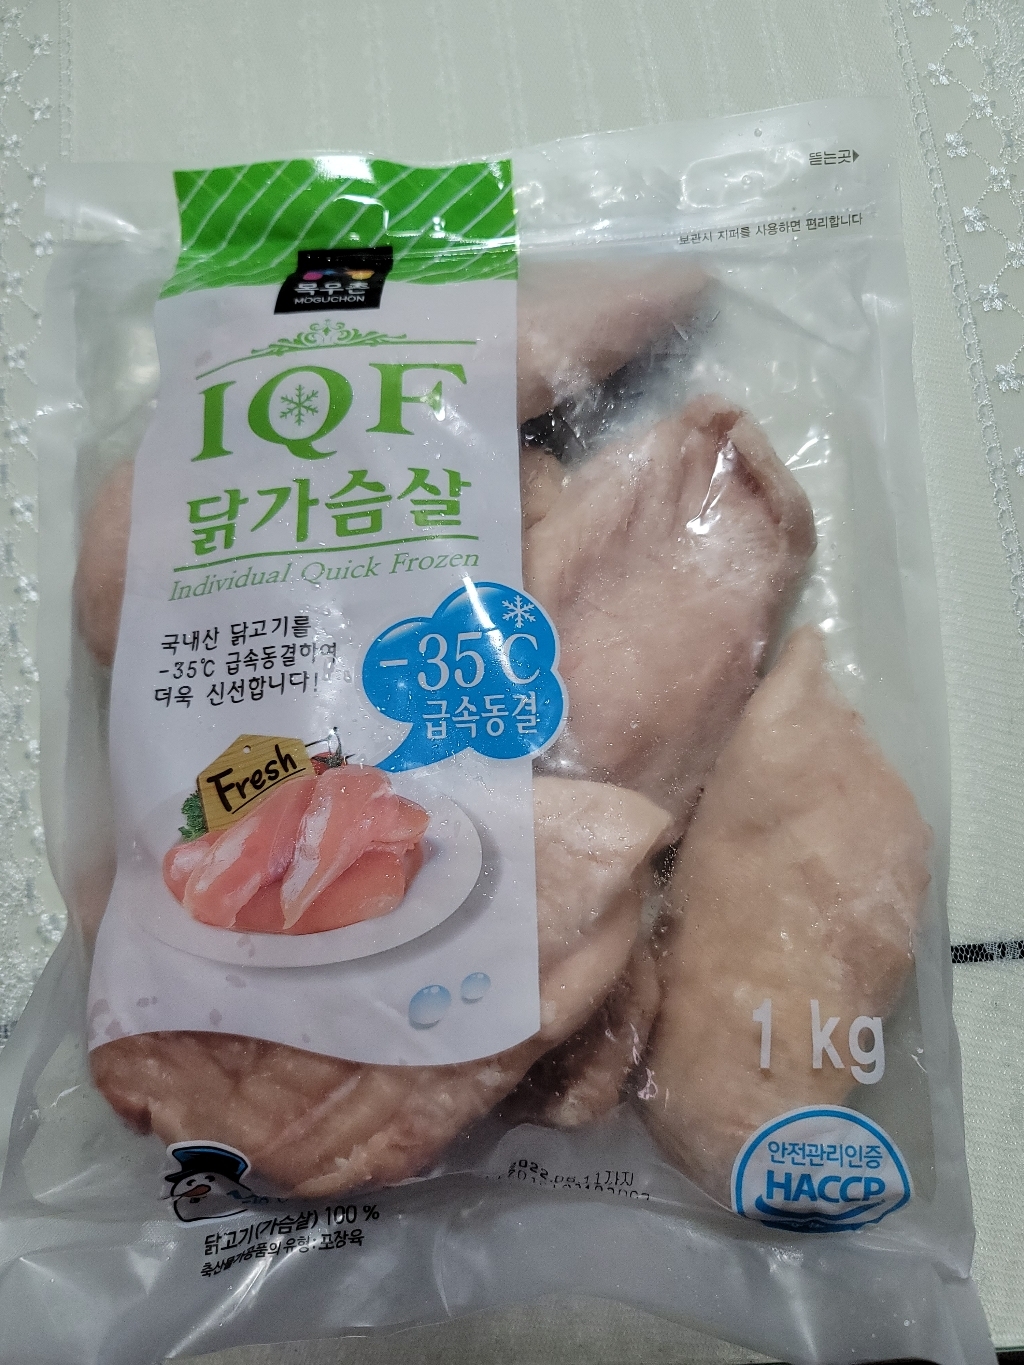 뜯는곳
보관시 지퍼를 사용하면 편리합니다
목우촌
MOGUCHON
IQF
닭가슴살
Individual Quick Frozen
국내산 닭고기를
-35℃ 급속동결하여
더욱 신선합니다!
-35℃
급속동결
Fresh
1 kg
안전관리인증
HACCP
닭고기(가슴살) 100 %
축산물가공품의 유형: 포장육